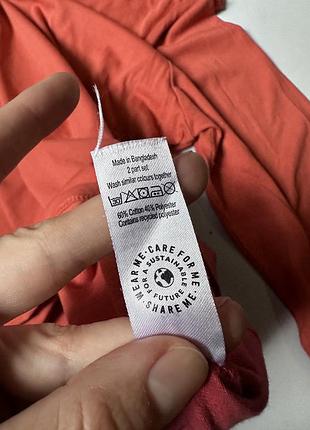 Made in Bangladesh
2 part set
Wash similar colours together
30
60% Cotton 40% Polyester
Contains recycled polyester
WEAR ME • CARE FOR ME • SHARE ME •
FOR A SUSTAINABLE FUTURE